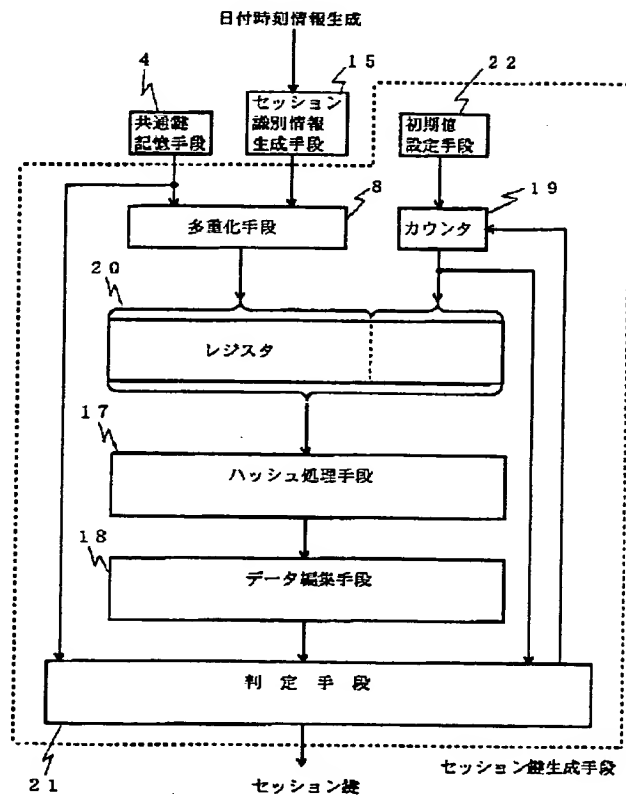 日付時刻情報生成
4
15
22
共通鍵
記憶手段
セッション
識別情報
生成手段
初期値
設定手段
8
19
多重化手段
カウンタ
20
レジスタ
17
ハッシュ処理手段
18
データ編集手段
判定手段
21
セッション鍵
セッション鍵生成手段